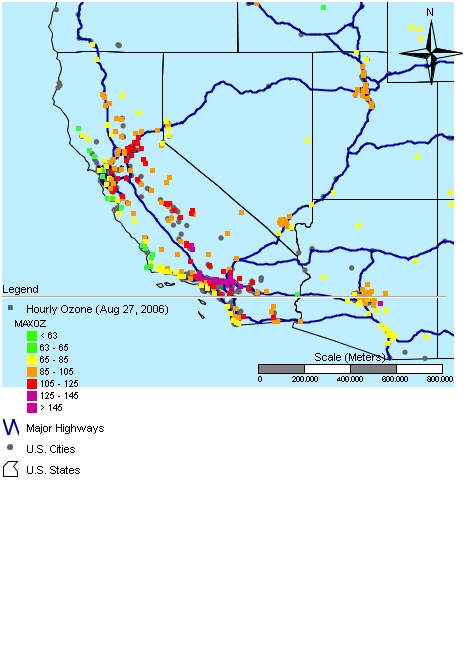 N
Legend
Hourly Ozone (Aug 27, 2006)
MAXOZ
< 63
63 - 65
65 - 85
85 - 105
105 - 125
125 - 145
> 145
Scale (Meters)
0 200,000 400,000 600,000 800,000
Major Highways
U.S. Cities
U.S. States